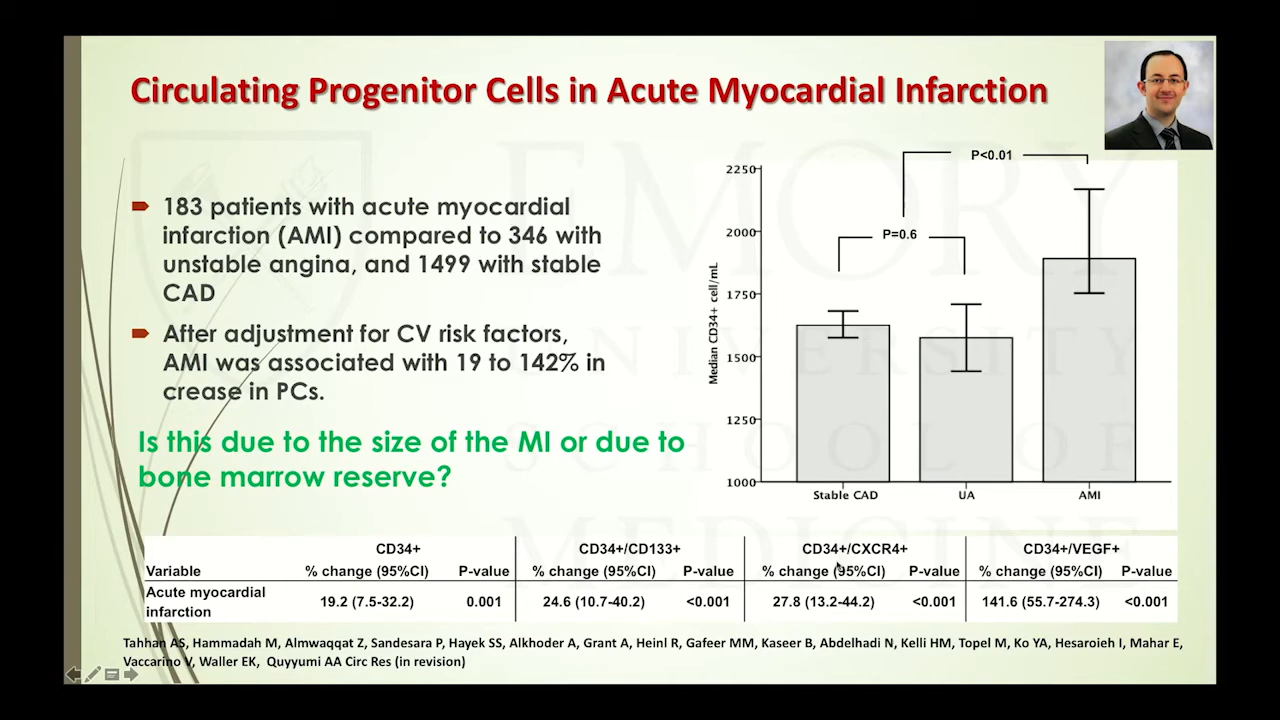 Circulating Progenitor Cells in Acute Myocardial Infarction
183 patients with acute myocardial
infarction (AMI) compared to 346 with
unstable angina, and 1499 with stable
CAD
After adjustment for CV risk factors,
AMI was associated with 19 to 142% in
crease in PCs.
Is this due to the size of the MI or due to
bone marrow reserve?
P<0.01
P=0.6
Median CD34+ cell/mL
2250
2000
1750
1500
1250
1000
Stable CAD UA AMI
EMORY
UNIVERSITY
SCHOOL OF
MEDICINE
CD34+ CD34+/CD133+ CD34+/CXCR4+ CD34+/VEGF+
Variable % change (95%CI) P-value % change (95%CI) P-value % change (95%CI) P-value % change (95%CI) P-value
Acute myocardial
infarction 19.2 (7.5-32.2) 0.001 24.6 (10.7-40.2) <0.001 27.8 (13.2-44.2) <0.001 141.6 (55.7-274.3) <0.001
Tahhan AS, Hammadah M, Almwaqqat Z, Sandesara P, Hayek SS, Alkhoder A, Grant A, Heinl R, Gafeer MM, Kaseer B, Abdelhadi N, Kelli HM, Topel M, Ko YA, Hesaroieh I, Mahar E,
Vaccarino V, Waller EK, Quyyumi AA Circ Res (in revision)